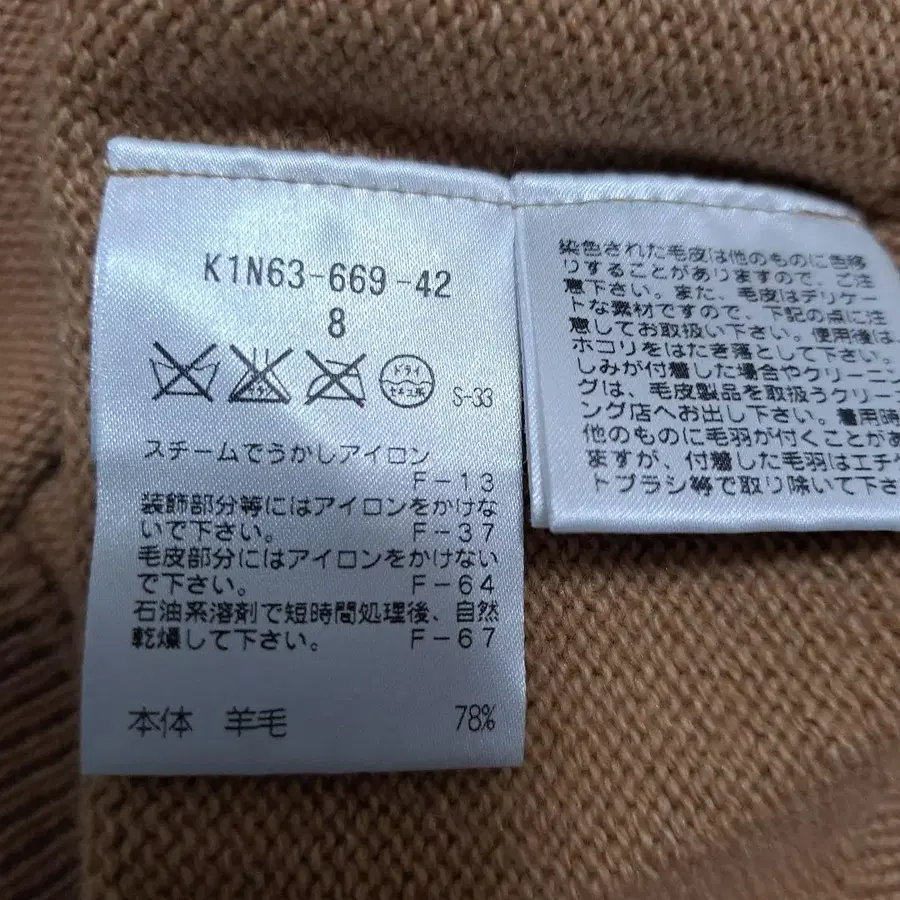 K1N63-669-42
8
ドライ
セキユ系
S-33
スチームでうかしアイロン
F-13
装飾部分等にはアイロンをかけな
いで下さい。 F-37
毛皮部分にはアイロンをかけない
で下さい。 F-64
石油系溶剤で短時間処理後、自然
乾燥して下さい。 F-67
本体 羊毛 78%
染色された毛皮は他のものに色移
りすることがありますので、ご注
意下さい。また、毛皮はデリケー
トな素材ですので、下記の点に注
意してお取扱い下さい。使用後は
ホコリをはたき落として下さい。
しみが付着した場合やクリーニン
グは、毛皮製品を取扱うクリーニ
ング店へお出し下さい。着用時
他のものに毛羽が付くことがあ
ますが、付着した毛羽はエチケ
トブラシ等で取り除いて下さ